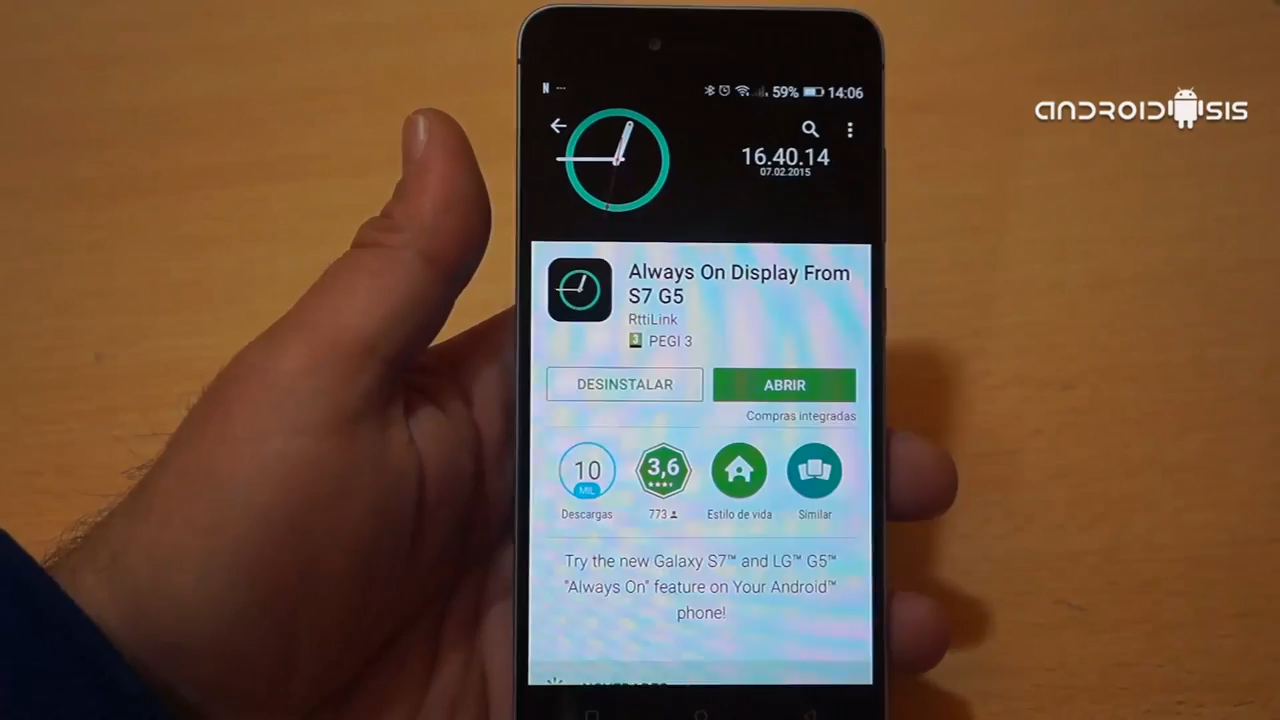 ANDROIDSIS
N ... 59% 14:06
16.40.14
07.02.2015
Always On Display From
S7 G5
RttiLink
3 PEGI 3
DESINSTALAR ABRIR
Compras integradas
10 MIL 3,6
Descargas 773 Estilo de vida Similar
Try the new Galaxy S7™ and LG™ G5™
"Always On" feature on Your Android™
phone!